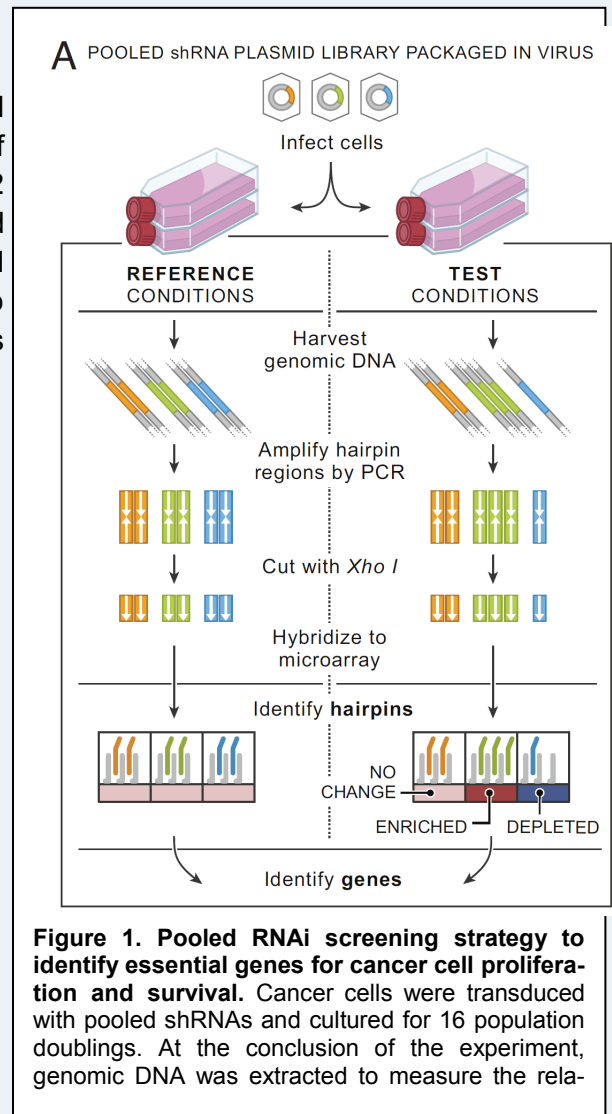 A POOLED shRNA PLASMID LIBRARY PACKAGED IN VIRUS
Infect cells
REFERENCE
CONDITIONS
TEST
CONDITIONS
Harvest
genomic DNA
Amplify hairpin
regions by PCR
Cut with Xho I
Hybridize to
microarray
Identify hairpins
NO
CHANGE
ENRICHED
DEPLETED
Identify genes
Figure 1. Pooled RNAi screening strategy to
identify essential genes for cancer cell prolifera-
tion and survival. Cancer cells were transduced
with pooled shRNAs and cultured for 16 population
doublings. At the conclusion of the experiment,
genomic DNA was extracted to measure the rela-